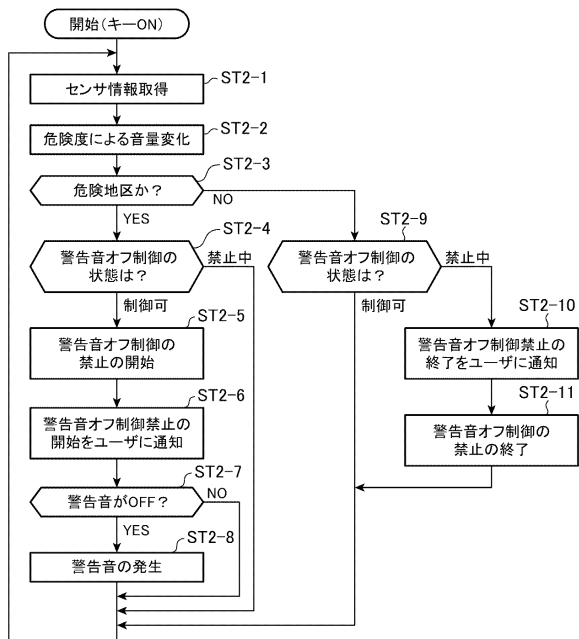 開始(キーON)
センサ情報取得
ST2-1
危険度による音量変化
ST2-2
危険地区か？
ST2-3
NO
YES
警告音オフ制御の
状態は？
ST2-4
禁止中
制御可
警告音オフ制御の
禁止の開始
ST2-5
警告音オフ制御禁止の
開始をユーザに通知
ST2-6
警告音がOFF？
ST2-7
NO
YES
警告音の発生
ST2-8
警告音オフ制御の
状態は？
ST2-9
禁止中
制御可
警告音オフ制御禁止の
終了をユーザに通知
ST2-10
警告音オフ制御の
禁止の終了
ST2-11